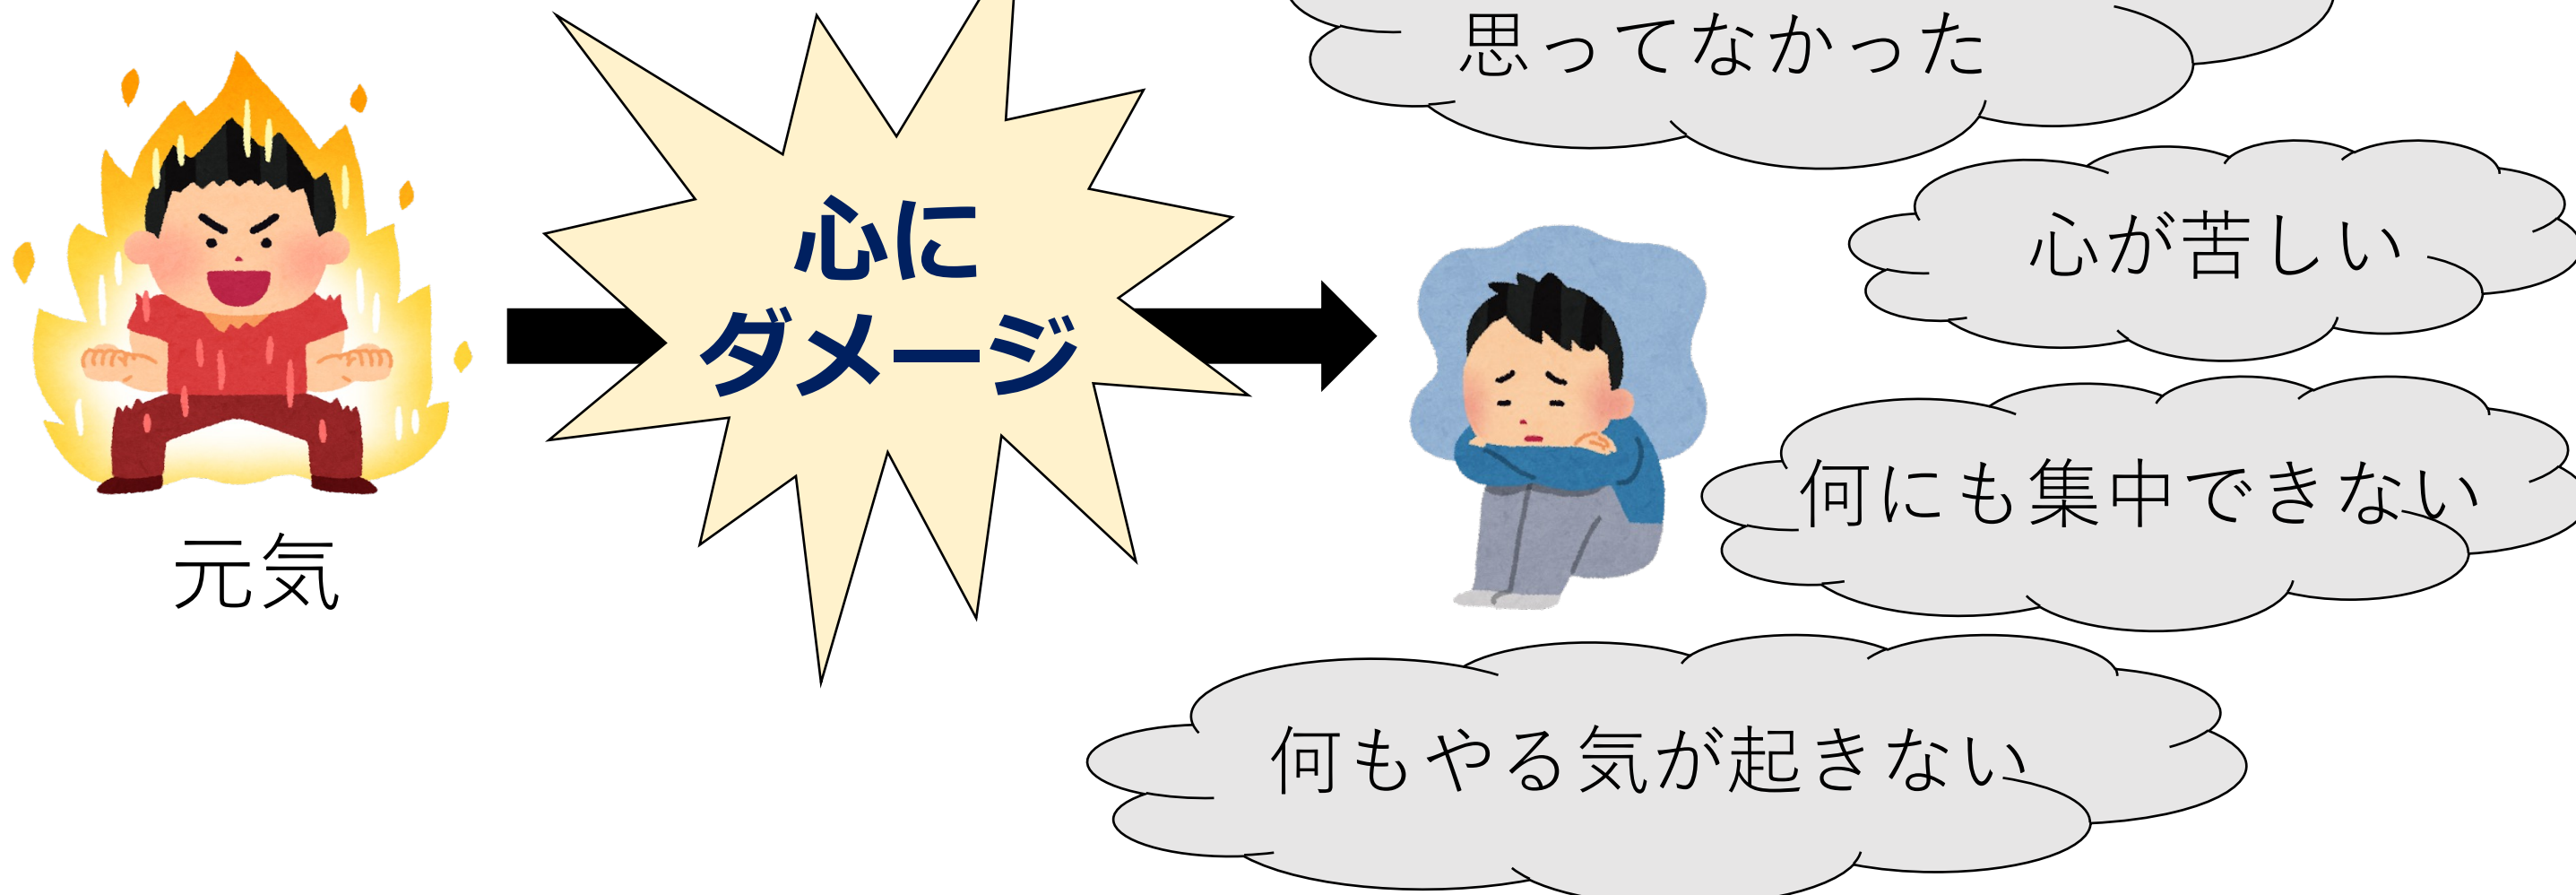 思ってなかった
心に
ダメージ
心が苦しい
何にも集中できない
元気
何もやる気が起きない